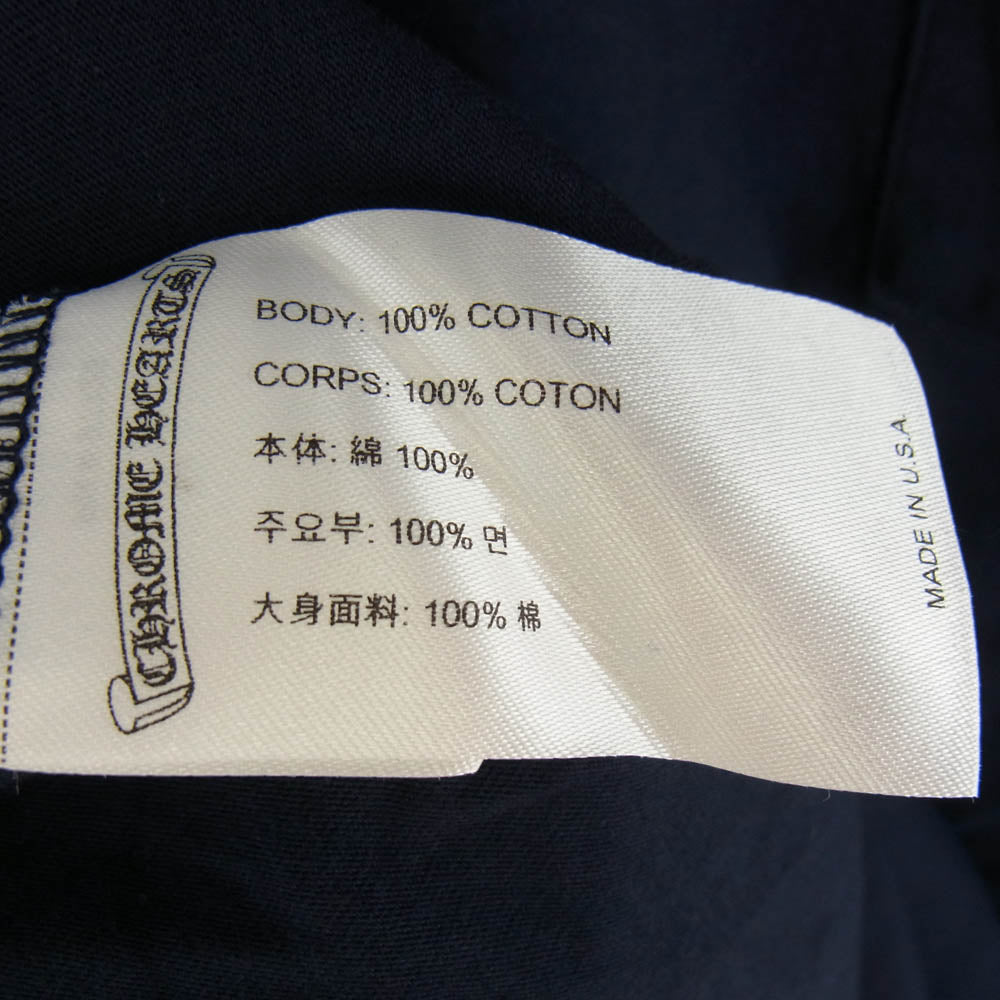 CHROME HEARTS
BODY: 100% COTTON
CORPS: 100% COTON
本体: 綿 100%
주요부: 100% 면
大身面料: 100% 棉
MADE IN U.S.A.